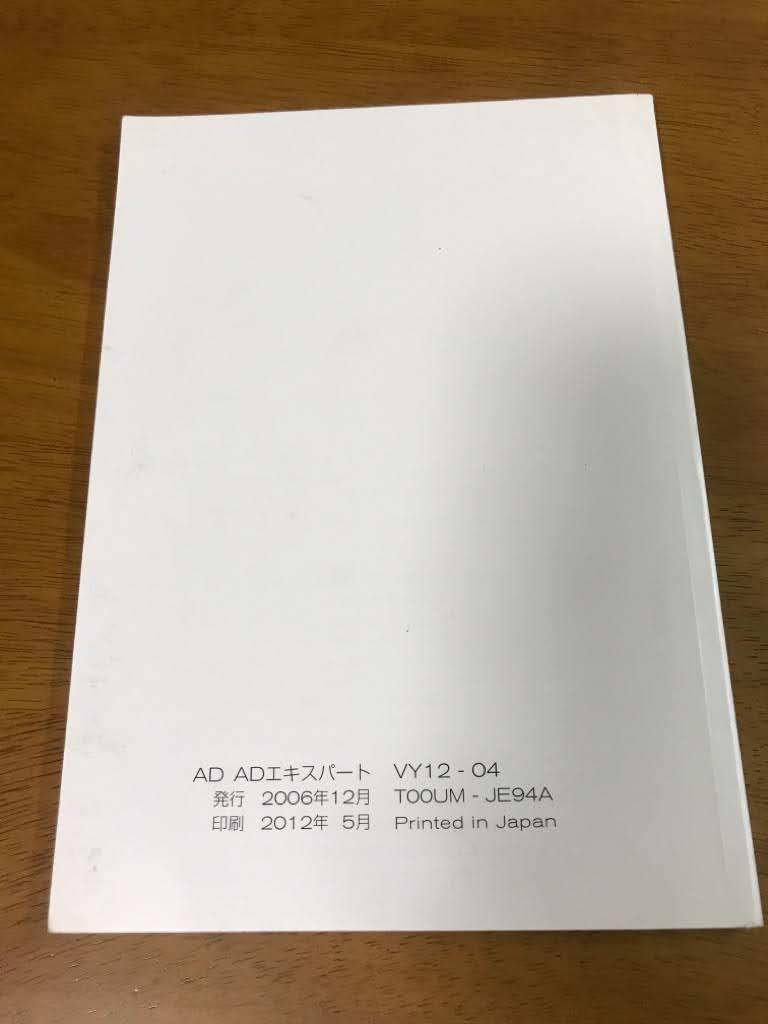 AD ADエキスパート VY12-04
発行 2006年12月 T00UM-JE94A
印刷 2012年 5月 Printed in Japan